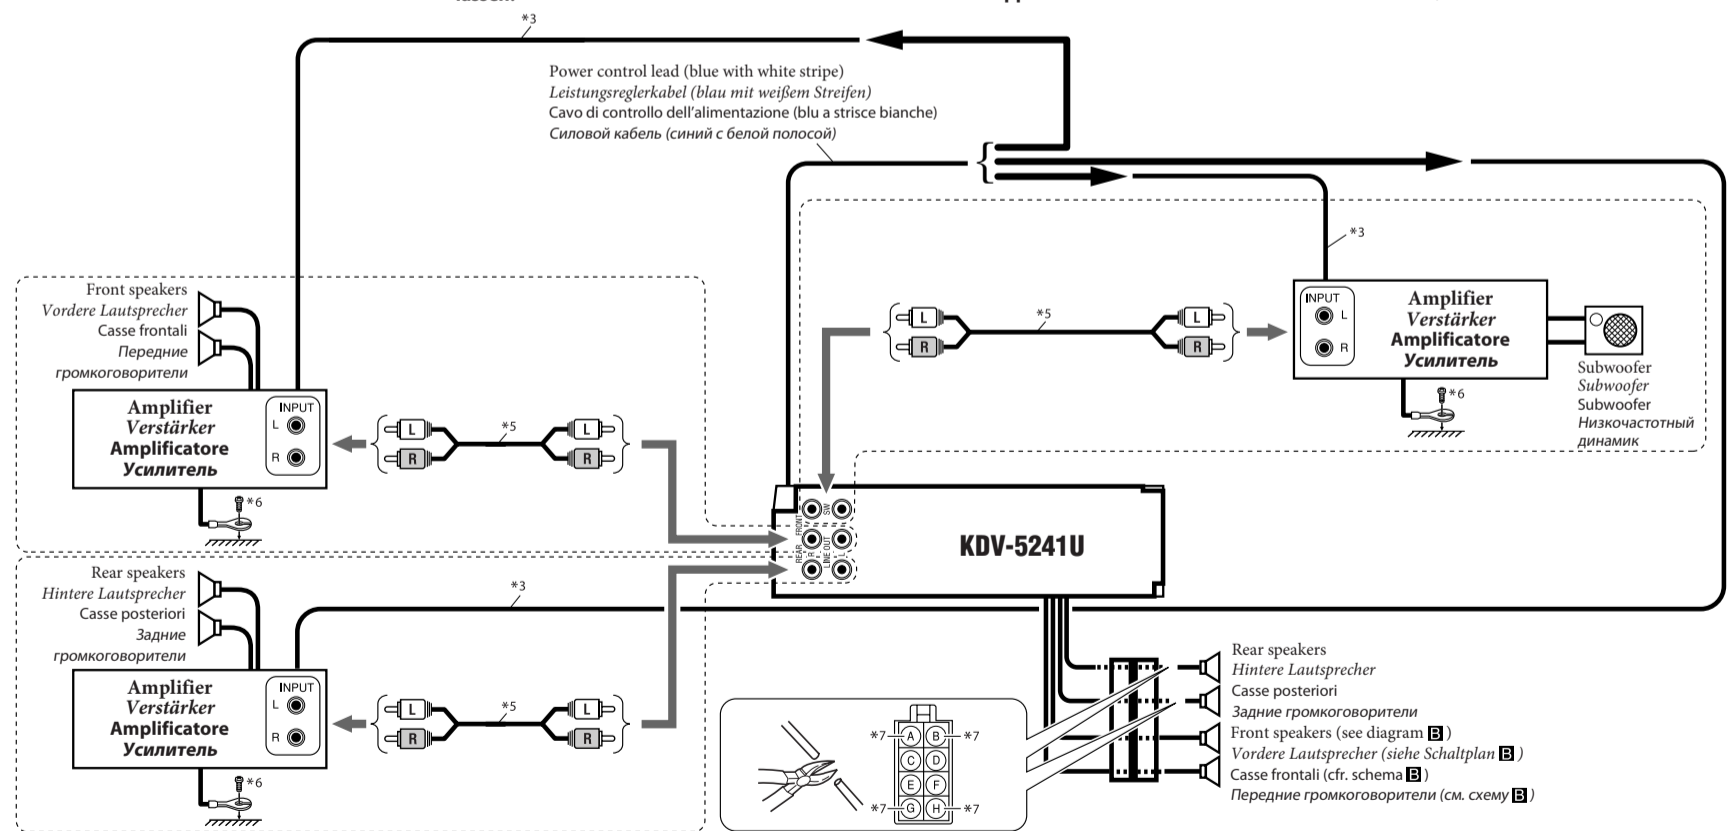 *3
Power control lead (blue with white stripe)
Leistungsreglerkabel (blau mit weißem Streifen)
Cavo di controllo dell'alimentazione (blu a strisce bianche)
Силовой кабель (синий с белой полосой)
*3
Front speakers
Vordere Lautsprecher
Casse frontali
Передние
громкоговорители
Amplifier
Verstärker
Amplificatore
Усилитель
INPUT
L
R
*6
L
R
*5
L
R
L
R
*5
L
R
INPUT
L
R
Amplifier
Verstärker
Amplificatore
Усилитель
*6
Subwoofer
Subwoofer
Subwoofer
Низкочастотный
динамик
REAR
FRONT
SW
R
LINE OUT
L
KDV-5241U
Rear speakers
Hintere Lautsprecher
Casse posteriori
Задние
громкоговорители
*3
Amplifier
Verstärker
Amplificatore
Усилитель
INPUT
L
R
*6
L
R
*5
L
R
*7 A B *7
C D
E F
*7 G H *7
Rear speakers
Hintere Lautsprecher
Casse posteriori
Задние громкоговорители
Front speakers (see diagram B )
Vordere Lautsprecher (siehe Schaltplan B )
Casse frontali (cfr. schema B )
Передние громкоговорители (см. схему B )